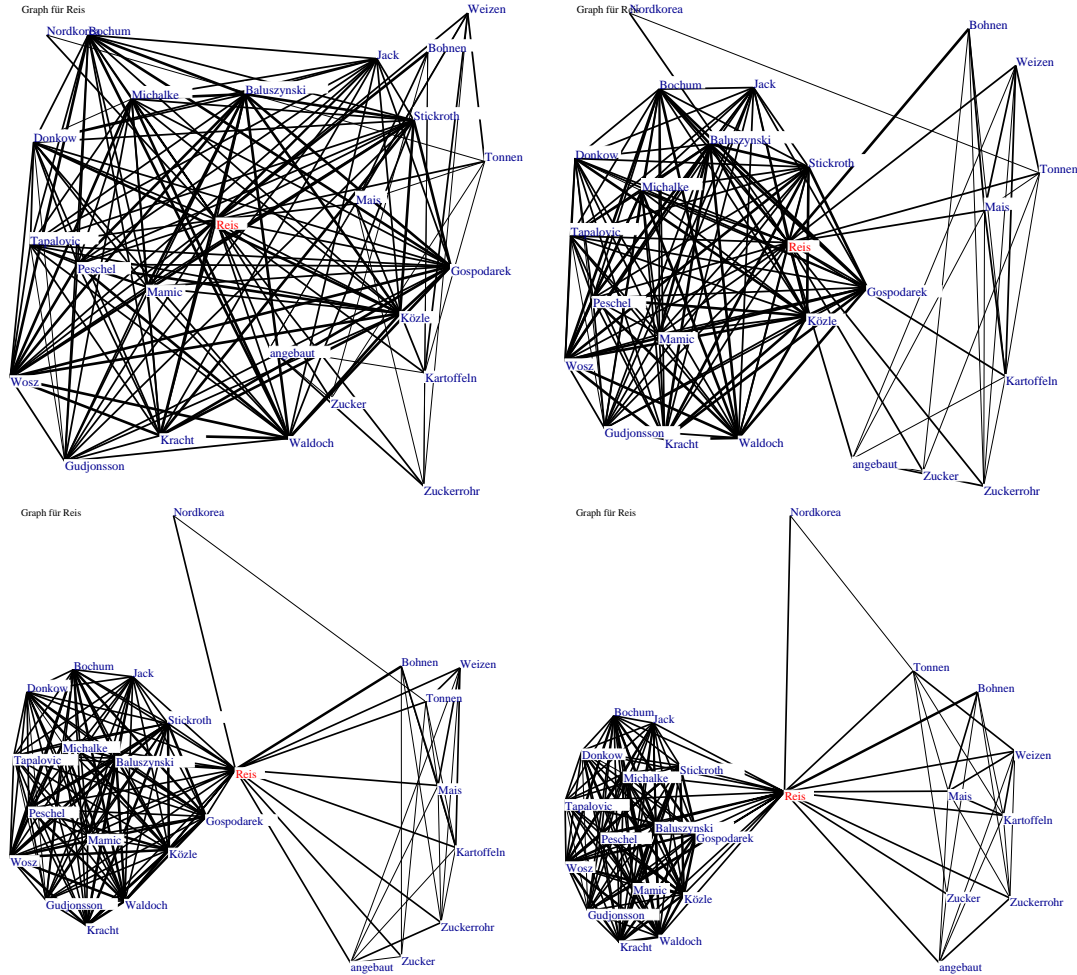 Graph für Reis
Weizen
Nordkorea
Bochum
Bohnen
Jack
Michalke
Baluszynski
Stickroth
Donkow
Tonnen
Mais
Reis
Tapalovic
Peschel
Gospodarek
Mamic
Közle
angebaut
Wosz
Kartoffeln
Zucker
Kracht
Waldoch
Gudjonsson
Zuckerrohr
Graph für Reis
Nordkorea
Bohnen
Weizen
Bochum
Jack
Baluszynski
Donkow
Stickroth
Tonnen
Michalke
Mais
Tapalovic
Reis
Gospodarek
Peschel
Közle
Mamic
Wosz
Kartoffeln
Gudjonsson
Kracht
Waldoch
angebaut
Zucker
Zuckerrohr
Graph für Reis
Nordkorea
Bohnen
Weizen
Bochum
Jack
Donkow
Tonnen
Stickroth
Michalke
Tapalovic
Baluszynski
Reis
Mais
Peschel
Gospodarek
Mamic
Közle
Kartoffeln
Wosz
Gudjonsson
Waldoch
Zuckerrohr
Kracht
Zucker
angebaut
Graph für Reis
Nordkorea
Tonnen
Bohnen
Bochum
Jack
Donkow
Weizen
Stickroth
Michalke
Reis
Mais
Tapalovic
Kartoffeln
Baluszynski
Peschel
Gospodarek
Wosz
Mamic
Közle
Zucker
Zuckerrohr
Gudjonsson
Waldoch
Kracht
angebaut